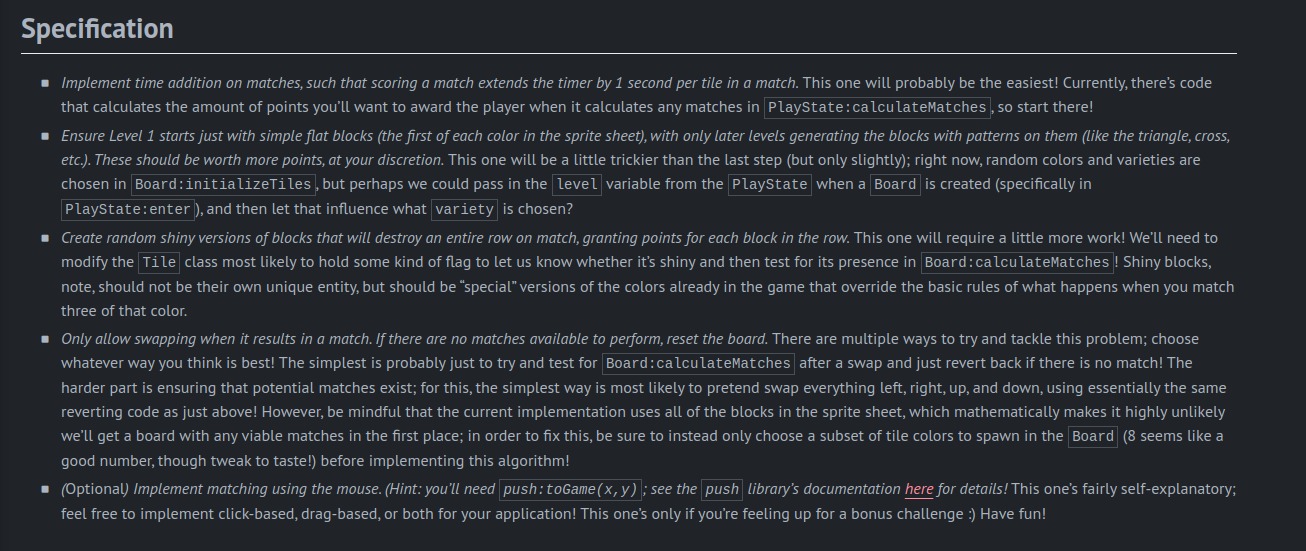 Specification
Implement time addition on matches, such that scoring a match extends the timer by 1 second per tile in a match. This one will probably be the easiest! Currently, there's code
that calculates the amount of points you'll want to award the player when it calculates any matches in PlayState:calculateMatches, so start there!
Ensure Level 1 starts just with simple flat blocks (the first of each color in the sprite sheet), with only later levels generating the blocks with patterns on them (like the triangle, cross,
etc.). These should be worth more points, at your discretion. This one will be a little trickier than the last step (but only slightly); right now, random colors and varieties are
chosen in Board:initializeTiles, but perhaps we could pass in the level variable from the PlayState when a Board is created (specifically in
PlayState:enter), and then let that influence what variety is chosen?
Create random shiny versions of blocks that will destroy an entire row on match, granting points for each block in the row. This one will require a little more work! We'll need to
modify the Tile class most likely to hold some kind of flag to let us know whether it's shiny and then test for its presence in Board:calculateMatches! Shiny blocks,
note, should not be their own unique entity, but should be “special” versions of the colors already in the game that override the basic rules of what happens when you match
three of that color.
Only allow swapping when it results in a match. If there are no matches available to perform, reset the board. There are multiple ways to try and tackle this problem; choose
whatever way you think is best! The simplest is probably just to try and test for Board:calculateMatches after a swap and just revert back if there is no match! The
harder part is ensuring that potential matches exist; for this, the simplest way is most likely to pretend swap everything left, right, up, and down, using essentially the same
reverting code as just above! However, be mindful that the current implementation uses all of the blocks in the sprite sheet, which mathematically makes it highly unlikely
we'll get a board with any viable matches in the first place; in order to fix this, be sure to instead only choose a subset of tile colors to spawn in the Board (8 seems like a
good number, though tweak to taste!) before implementing this algorithm!
(Optional) Implement matching using the mouse. (Hint: you'll need push:toGame(x,y); see the push library's documentation here for details! This one's fairly self-explanatory;
feel free to implement click-based, drag-based, or both for your application! This one's only if you're feeling up for a bonus challenge :) Have fun!